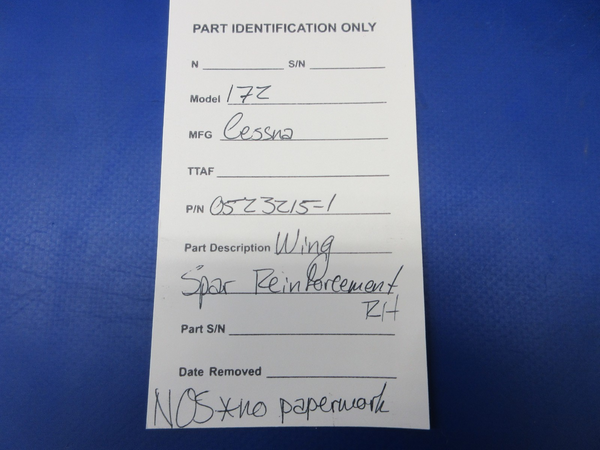 PART IDENTIFICATION ONLY
N S/N
Model 172
MFG Cessna
TTAF
P/N 0523215-1
Part Description Wing
Spar Reinforcement
RH
Part S/N
Date Removed
NOS*no paperwork